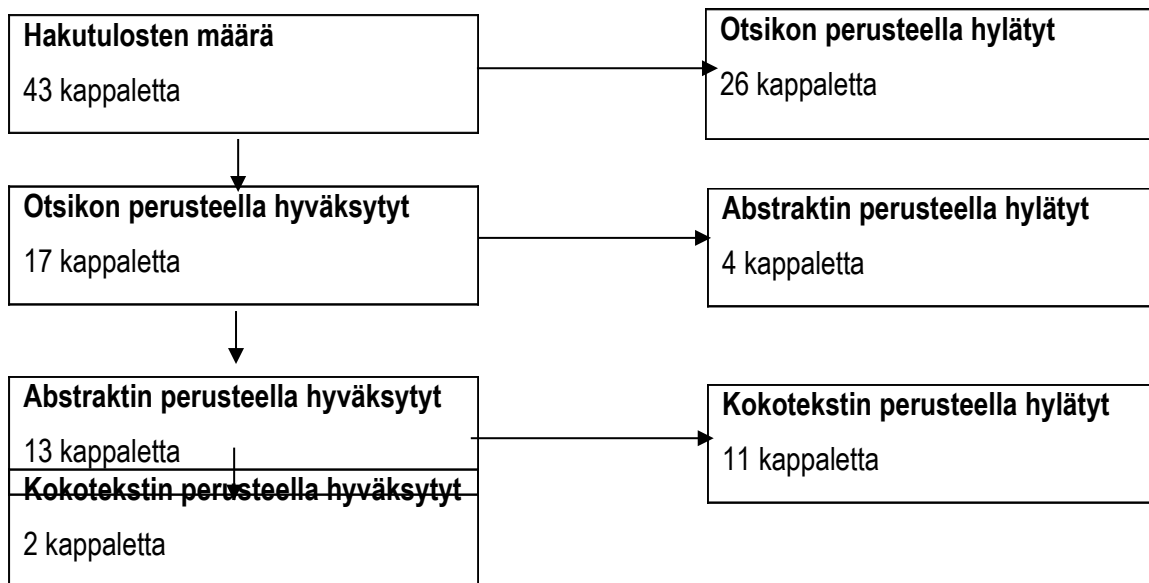 Hakutulosten määrä
43 kappaletta
Otsikon perusteella hylätyt
26 kappaletta
Otsikon perusteella hyväksytyt
17 kappaletta
Abstraktin perusteella hylätyt
4 kappaletta
Abstraktin perusteella hyväksytyt
13 kappaletta
Kokotekstin perusteella hylätyt
11 kappaletta
Kokotekstin perusteella hyväksytyt
2 kappaletta